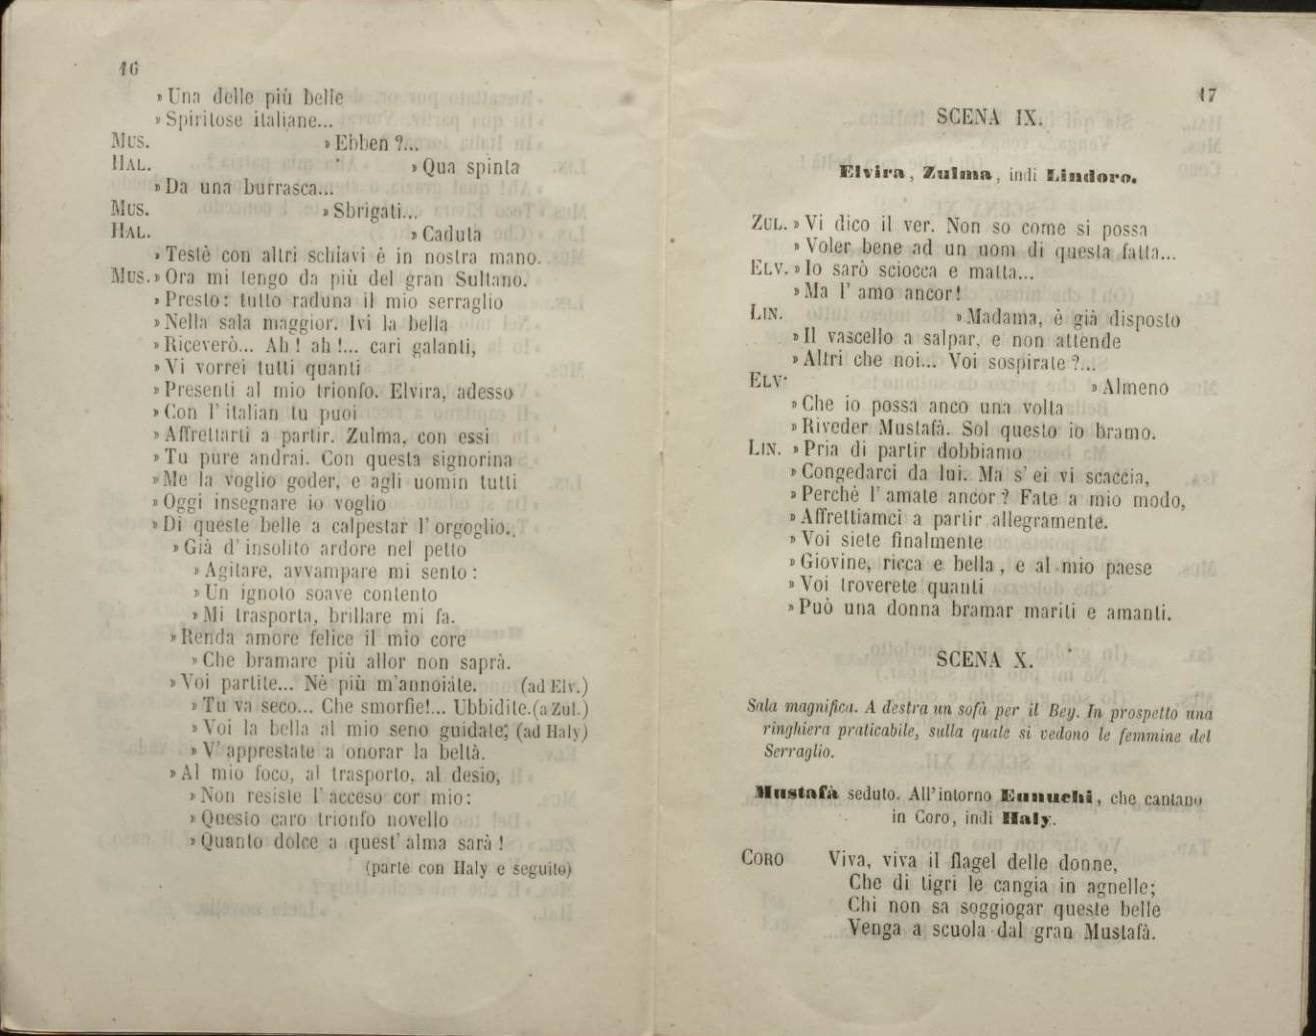 16
» Una delle più belle
» Spiritose italiane...
MUS. » Ebben ?...
HAL. » Qua spinta
» Da una burrasca...
MUS. » Sbrigati...
HAL. » Caduta
» Testè con altri schiavi è in nostra mano.
MUS. » Ora mi tengo da più del gran Sultano.
» Presto: tutto raduna il mio serraglio
» Nella sala maggior. Ivi la bella
» Riceverò... Ah ! ah !... cari galanti,
» Vi vorrei tutti quanti
» Presenti al mio trionfo. Elvira, adesso
» Con l' italian tu puoi
» Affrettarti a partir. Zulma, con essi
» Tu pure andrai. Con questa signorina
» Me la voglio goder, e agli uomin tutti
» Oggi insegnare io voglio
» Di queste belle a calpestar l' orgoglio.
» Già d' insolito ardore nel petto
» Agitare, avvampare mi sento :
» Un ignoto soave contento
» Mi trasporta, brillare mi fa.
» Renda amore felice il mio core
» Che bramare più allor non saprà.
» Voi partite... Nè più m'annoiate. (ad Elv.)
» Tu va seco... Che smorfie!... Ubbidite. (a Zul.)
» Voi la bella al mio seno guidate; (ad Haly)
» V' apprestate a onorar la beltà.
» Al mio foco, al trasporto, al desio,
» Non resiste l' acceso cor mio:
» Questo caro trionfo novello
» Quanto dolce a quest' alma sarà !
(parte con Haly e seguito)
17
SCENA IX.
Elvira, Zulma, indi Lindoro.
ZUL. » Vi dico il ver. Non so come si possa
» Voler bene ad un uom di questa fatta...
ELV. » Io sarò sciocca e matta...
» Ma l' amo ancor!
LIN. » Madama, è già disposto
» Il vascello a salpar, e non attende
» Altri che noi... Voi sospirate ?...
ELV. » Almeno
» Che io possa anco una volta
» Riveder Mustafà. Sol questo io bramo.
LIN. » Pria di partir dobbiamo
» Congedarci da lui. Ma s' ei vi scaccia,
» Perchè l' amate ancor ? Fate a mio modo,
» Affrettiamci a partir allegramente.
» Voi siete finalmente
» Giovine, ricca e bella, e al mio paese
» Voi troverete quanti
» Può una donna bramar mariti e amanti.
SCENA X.
Sala magnifica. A destra un sofà per il Bey. In prospetto una
ringhiera praticabile, sulla quale si vedono le femmine del
Serraglio.
Mustafà seduto. All'intorno Eunuchi, che cantano
in Coro, indi Haly.
CORO Viva, viva il flagel delle donne,
Che di tigri le cangia in agnelle;
Chi non sa soggiogar queste belle
Venga a scuola dal gran Mustafà.